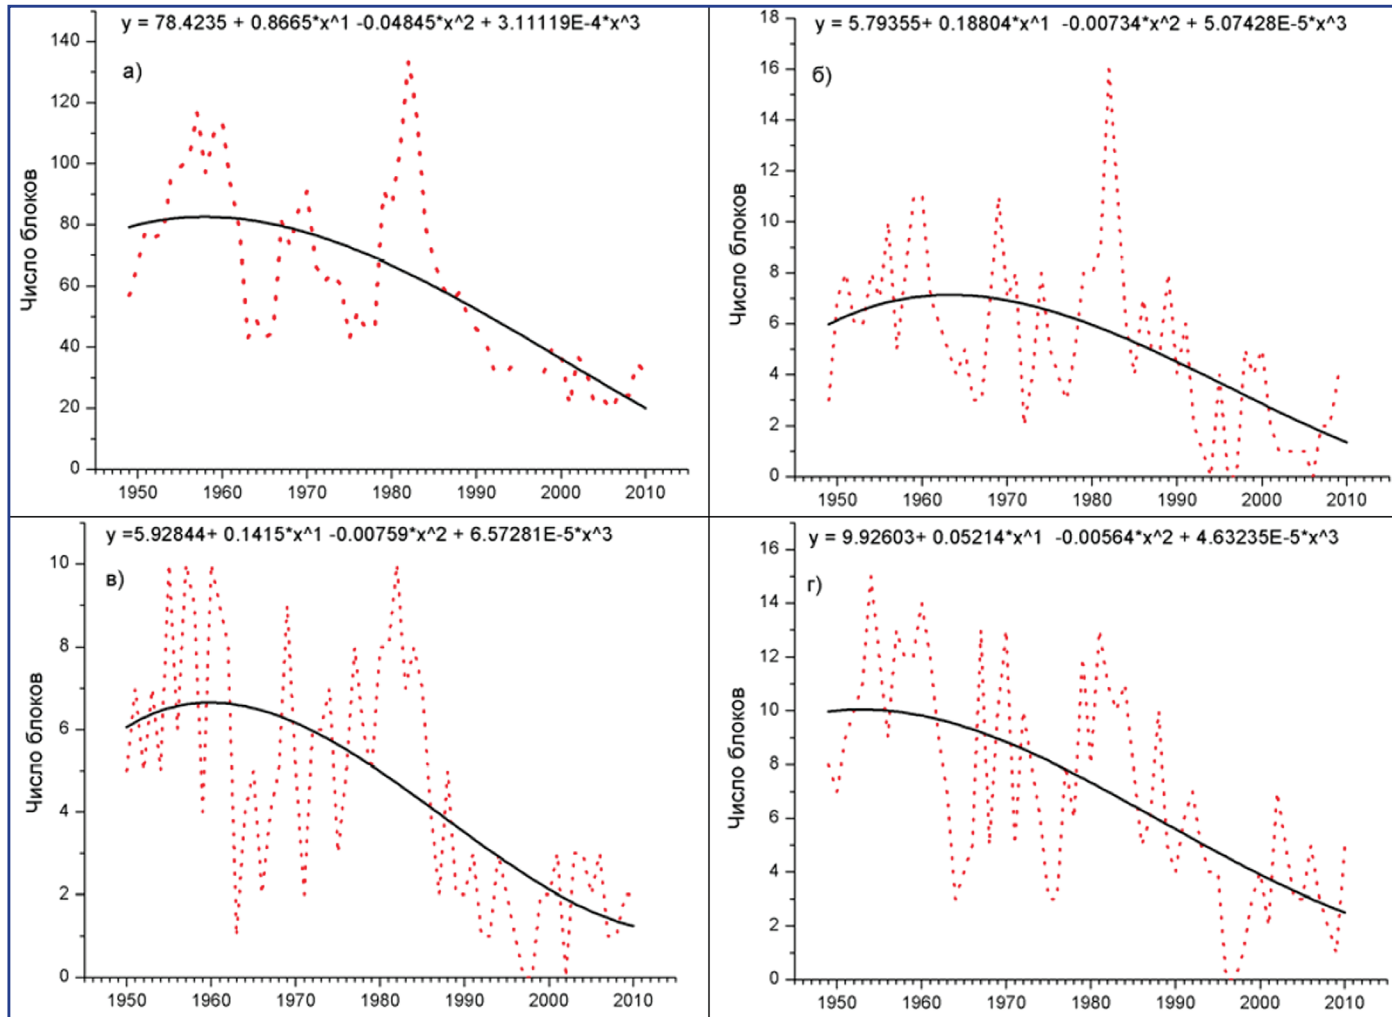 y = 78.4235 + 0.8665*x^1 -0.04845*x^2 + 3.11119E-4*x^3
а)
Число блоков
140
120
100
80
60
40
20
0
1950 1960 1970 1980 1990 2000 2010
y = 5.79355+ 0.18804*x^1 -0.00734*x^2 + 5.07428E-5*x^3
б)
Число блоков
18
16
14
12
10
8
6
4
2
0
1950 1960 1970 1980 1990 2000 2010
y =5.92844+ 0.1415*x^1 -0.00759*x^2 + 6.57281E-5*x^3
в)
Число блоков
10
8
6
4
2
0
1950 1960 1970 1980 1990 2000 2010
y = 9.92603+ 0.05214*x^1 -0.00564*x^2 + 4.63235E-5*x^3
г)
Число блоков
16
14
12
10
8
6
4
2
0
1950 1960 1970 1980 1990 2000 2010